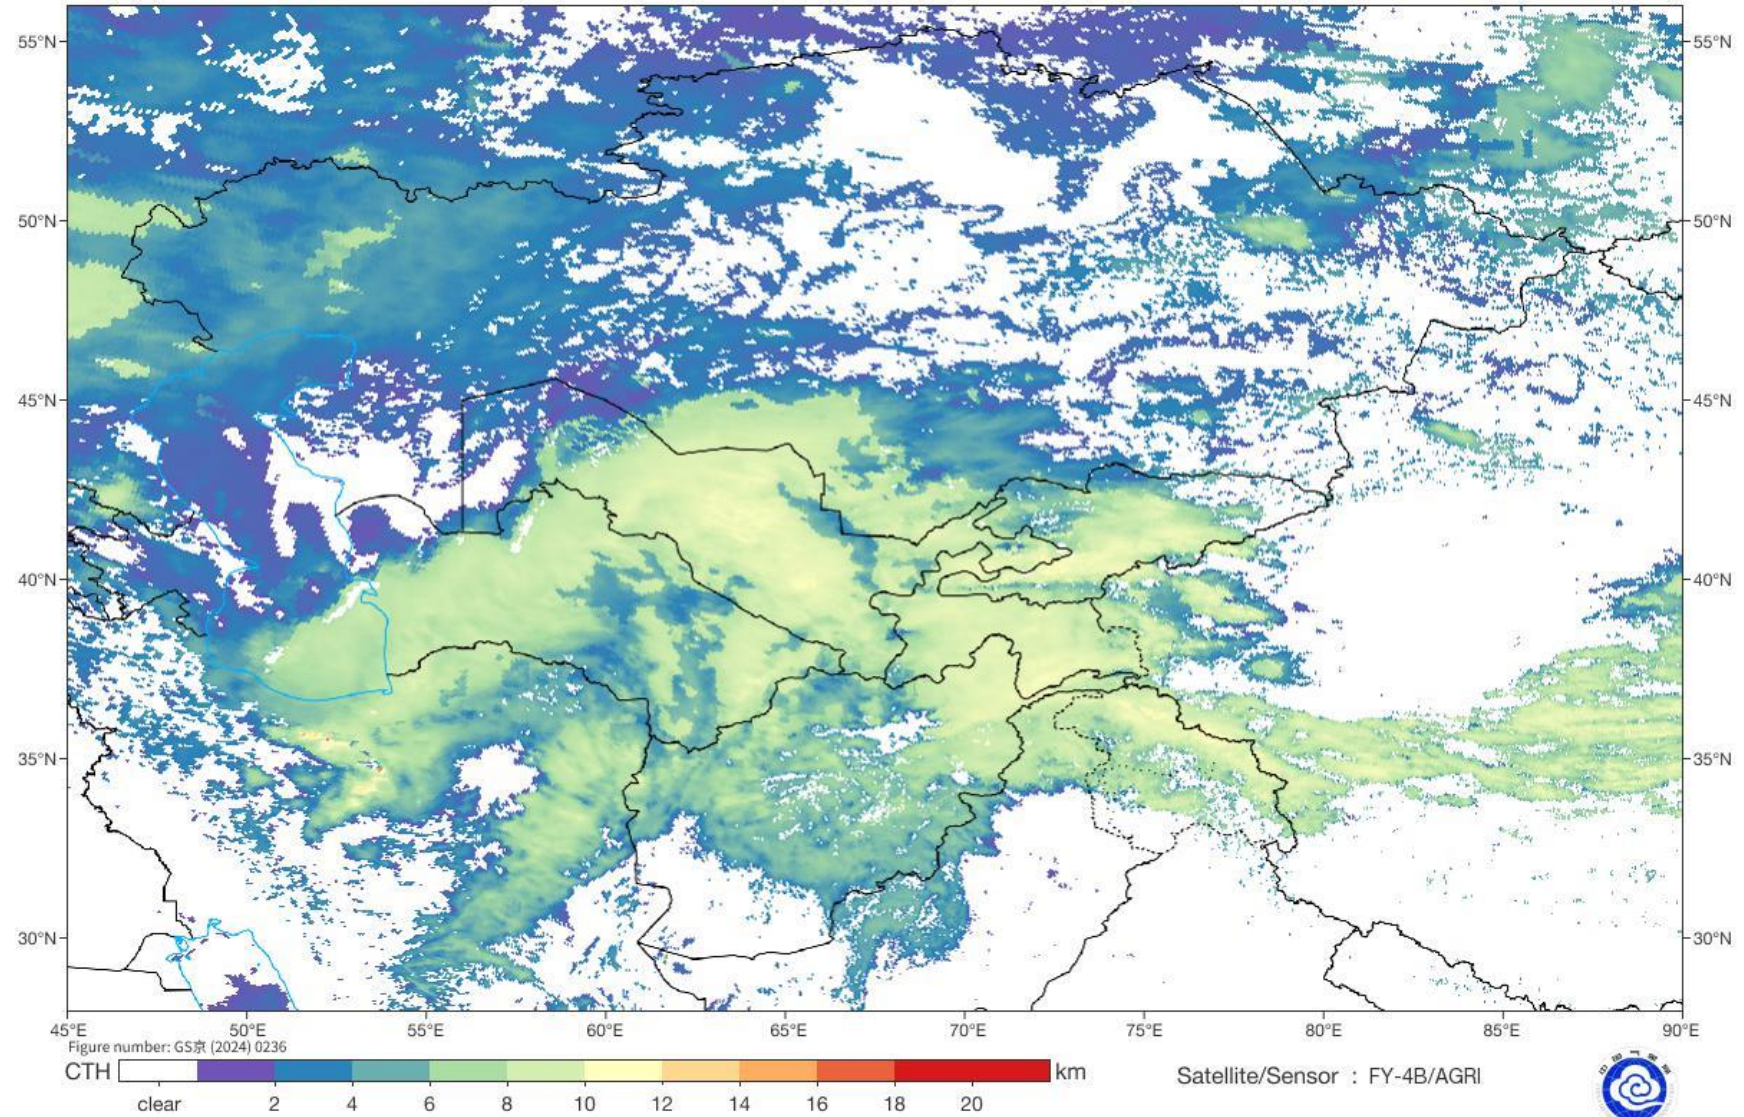 55°N
55°N
50°N
50°N
45°N
45°N
40°N
40°N
35°N
35°N
30°N
30°N
45°E 50°E 55°E 60°E 65°E 70°E 75°E 80°E 85°E 90°E
Figure number: GS京 (2024) 0236
CTH km
Satellite/Sensor : FY-4B/AGRI
clear 2 4 6 8 10 12 14 16 18 20